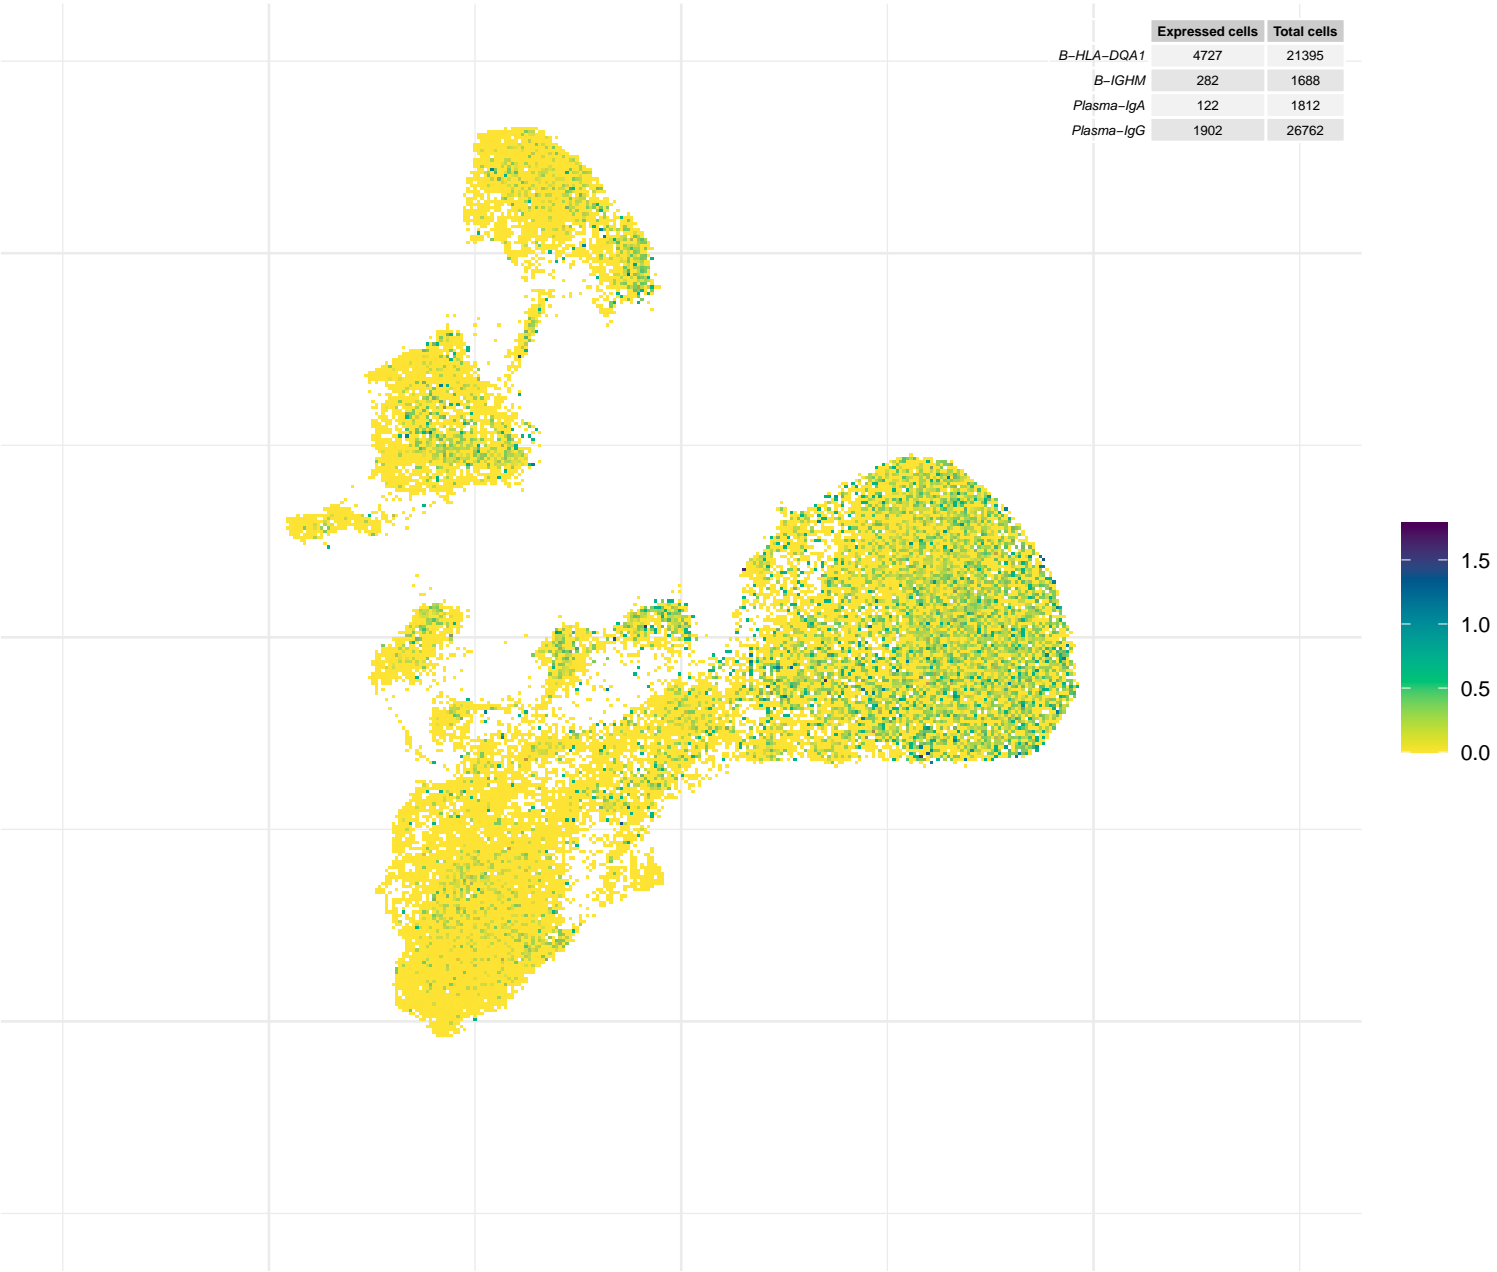 Expressed cells Total cells
B–HLA–DQA1 4727 21395
B–IGHM 282 1688
Plasma–IgA 122 1812
Plasma–IgG 1902 26762
1.5
1.0
0.5
0.0